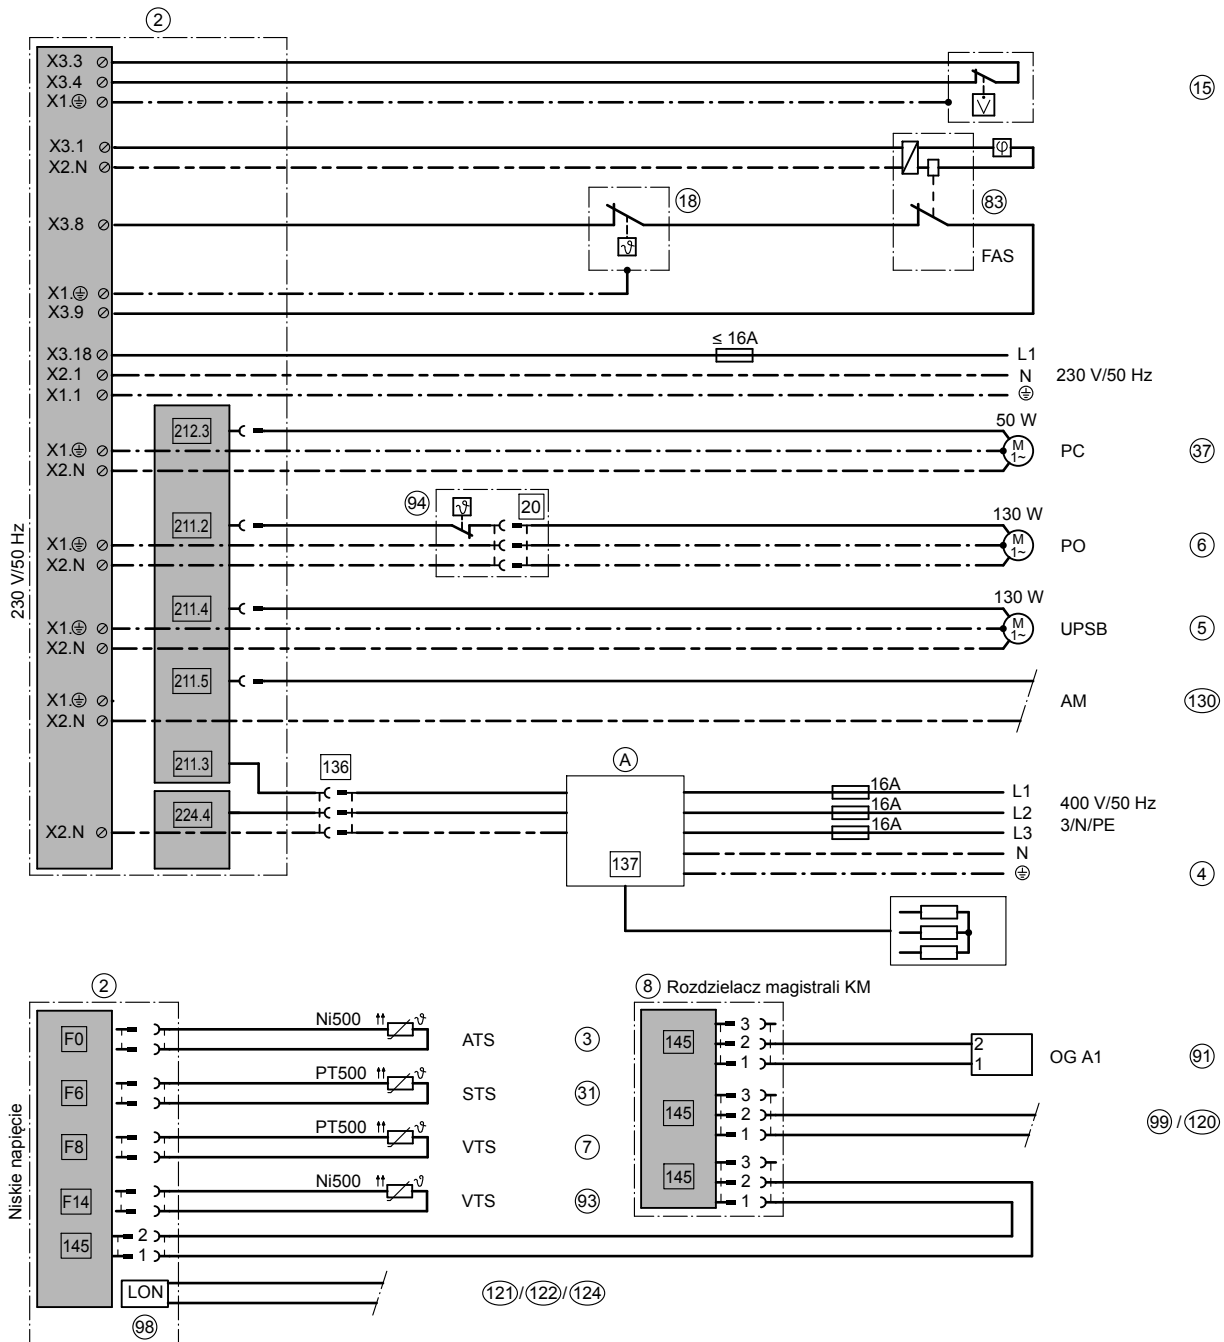 2
X3.3
X3.4
X1.⏚
15
X3.1
φ
X2.N
18
83
X3.8
ϑ
FAS
X1.⏚
X3.9
≤ 16A
X3.18
L1
X2.1
N
230 V/50 Hz
X1.1
⏚
50 W
212.3
X1.⏚
M
1~
PC
37
X2.N
94
ϑ
20
130 W
211.2
230 V/50 Hz
X1.⏚
M
1~
PO
6
X2.N
130 W
211.4
X1.⏚
M
1~
UPSB
5
X2.N
211.5
X1.⏚
AM
130
X2.N
211.3
136
A
16A
L1
400 V/50 Hz
224.4
16A
L2
3/N/PE
X2.N
16A
L3
N
137
⏚
4
2
8 Rozdzielacz magistrali KM
Niskie napięcie
F0
Ni500
ϑ
ATS
3
F6
PT500
ϑ
STS
31
F8
PT500
ϑ
VTS
7
F14
Ni500
ϑ
VTS
93
145
2
1
LON
98
121/122/124
145
3
2
1
2
1
OG A1
91
145
3
2
1
99/120
145
3
2
1